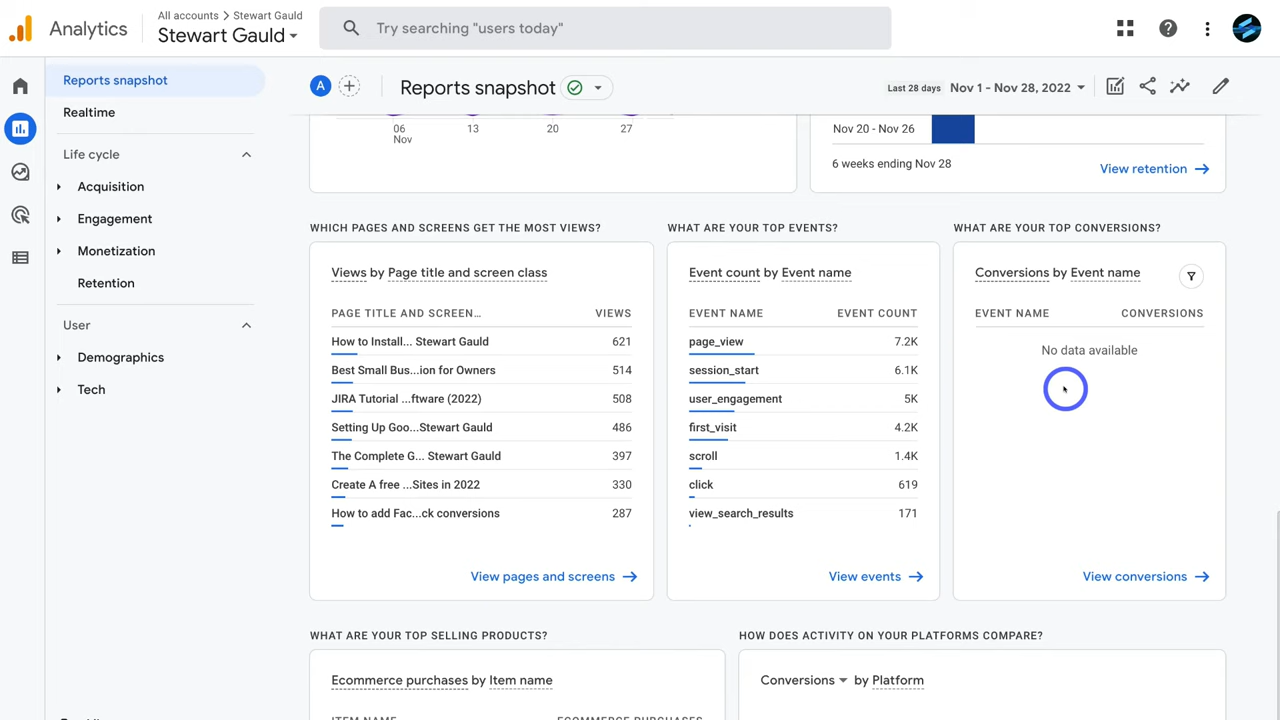 Analytics
All accounts > Stewart Gauld
Stewart Gauld
Try searching "users today"
Reports snapshot
Realtime
Life cycle
Acquisition
Engagement
Monetization
Retention
User
Demographics
Tech
A
Reports snapshot
Last 28 days Nov 1 - Nov 28, 2022
06 13 20 27
Nov
Nov 20 - Nov 26
6 weeks ending Nov 28
View retention
WHICH PAGES AND SCREENS GET THE MOST VIEWS?
Views by Page title and screen class
PAGE TITLE AND SCREEN... VIEWS
How to Install... Stewart Gauld 621
Best Small Bus...ion for Owners 514
JIRA Tutorial ...ftware (2022) 508
Setting Up Goo...Stewart Gauld 486
The Complete G... Stewart Gauld 397
Create A free ...Sites in 2022 330
How to add Fac...ck conversions 287
View pages and screens
WHAT ARE YOUR TOP EVENTS?
Event count by Event name
EVENT NAME EVENT COUNT
page_view 7.2K
session_start 6.1K
user_engagement 5K
first_visit 4.2K
scroll 1.4K
click 619
view_search_results 171
View events
WHAT ARE YOUR TOP CONVERSIONS?
Conversions by Event name
EVENT NAME CONVERSIONS
No data available
View conversions
WHAT ARE YOUR TOP SELLING PRODUCTS?
Ecommerce purchases by Item name
ITEM NAME ECOMMERCE PURCHASES
HOW DOES ACTIVITY ON YOUR PLATFORMS COMPARE?
Conversions by Platform